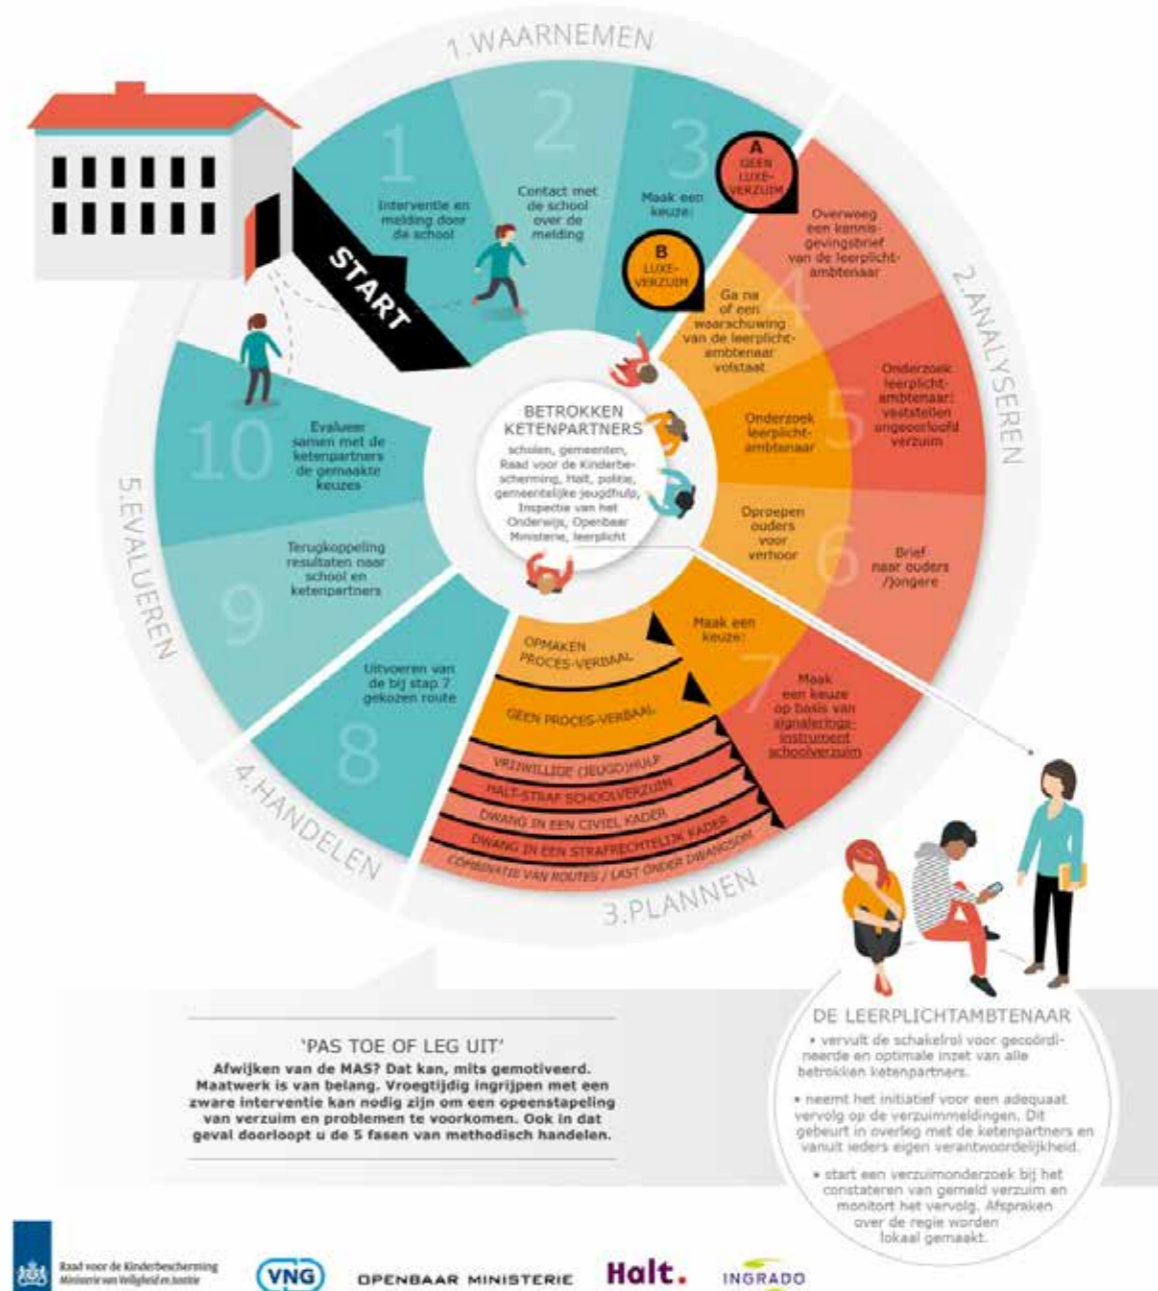 1.WAARNEMEN
1
Interventie en
melding door
de school
2
Contact met
de school
over de
melding
3
Maak een
keuze:
A
GEEN
LUXE-
VERZUIM
B
LUXE-
VERZUIM
START
2.ANALYSEREN
4
Overweeg
een kennis-
gevingsbrief
van de leerplicht-
ambtenaar
Ga na
of een
waarschuwing
van de leerplicht-
ambtenaar
volstaat
5
Onderzoek
leerplicht-
ambtenaar:
vaststellen
ongeoorloofd
verzuim
Onderzoek
leerplicht-
ambtenaar
6
Brief
naar ouders
/jongere
Oproepen
ouders
voor
verhoor
7
Maak een
keuze:
Maak
een keuze
op basis van
signalerings-
instrument
schoolverzuim
BETROKKEN
KETENPARTNERS
scholen, gemeenten,
Raad voor de Kinderbe-
scherming, Halt, politie,
gemeentelijke jeugdhulp,
Inspectie van het
Onderwijs, Openbaar
Ministerie, leerplicht
3.PLANNEN
OPMAKEN
PROCES-VERBAAL
GEEN PROCES-VERBAAL
VRIJWILLIGE (JEUGD)HULP
HALT-STRAF SCHOOLVERZUIM
DWANG IN EEN CIVIEL KADER
DWANG IN EEN STRAFRECHTELIJK KADER
COMBINATIE VAN ROUTES / LAST ONDER DWANGSOM
4.HANDELEN
8
Uitvoeren van
de bij stap 7
gekozen route
5.EVALUEREN
9
Terugkoppeling
resultaten naar
school en
ketenpartners
10
Evalueer
samen met de
ketenpartners
de gemaakte
keuzes
'PAS TOE OF LEG UIT'
Afwijken van de MAS? Dat kan, mits gemotiveerd.
Maatwerk is van belang. Vroegtijdig ingrijpen met een
zware interventie kan nodig zijn om een opeenstapeling
van verzuim en problemen te voorkomen. Ook in dat
geval doorloopt u de 5 fasen van methodisch handelen.
DE LEERPLICHTAMBTENAAR
• vervult de schakelrol voor gecoördi-
neerde en optimale inzet van alle
betrokken ketenpartners.
• neemt het initiatief voor een adequaat
vervolg op de verzuimmeldingen. Dit
gebeurt in overleg met de ketenpartners en
vanuit ieders eigen verantwoordelijkheid.
• start een verzuimonderzoek bij het
constateren van gemeld verzuim en
monitort het vervolg. Afspraken
over de regie worden
lokaal gemaakt.
Raad voor de Kinderbescherming
Ministerie van Veiligheid en Justitie
VNG
OPENBAAR MINISTERIE
Halt.
INGRADO